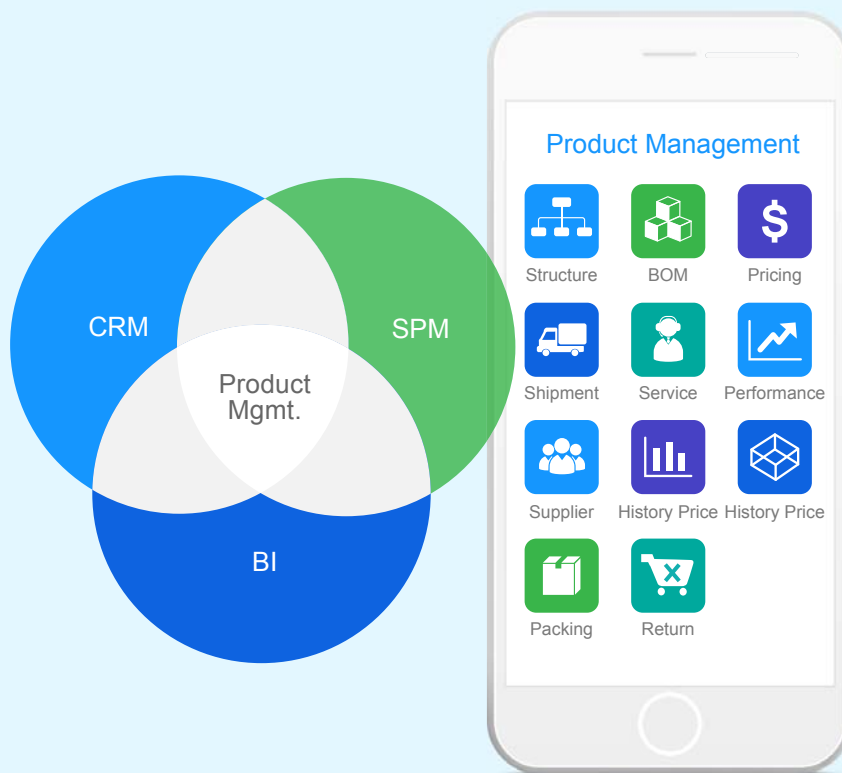 CRM
SPM
Product
Mgmt.
BI
Product Management
Structure
BOM
$
Pricing
Shipment
Service
Performance
Supplier
History Price
History Price
Packing
X
Return